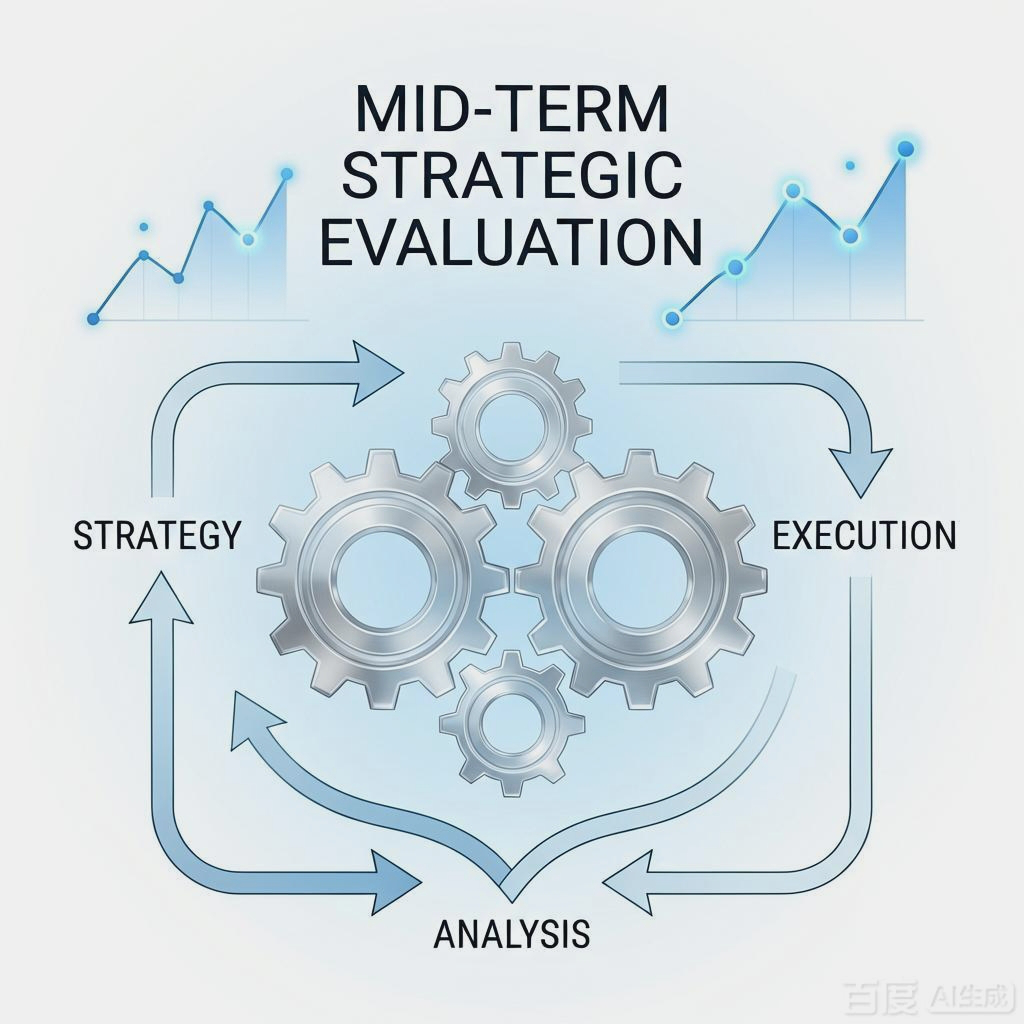 MID-TERM
STRATEGIC
EVALUATION
STRATEGY
EXECUTION
ANALYSIS
百度 AI生成